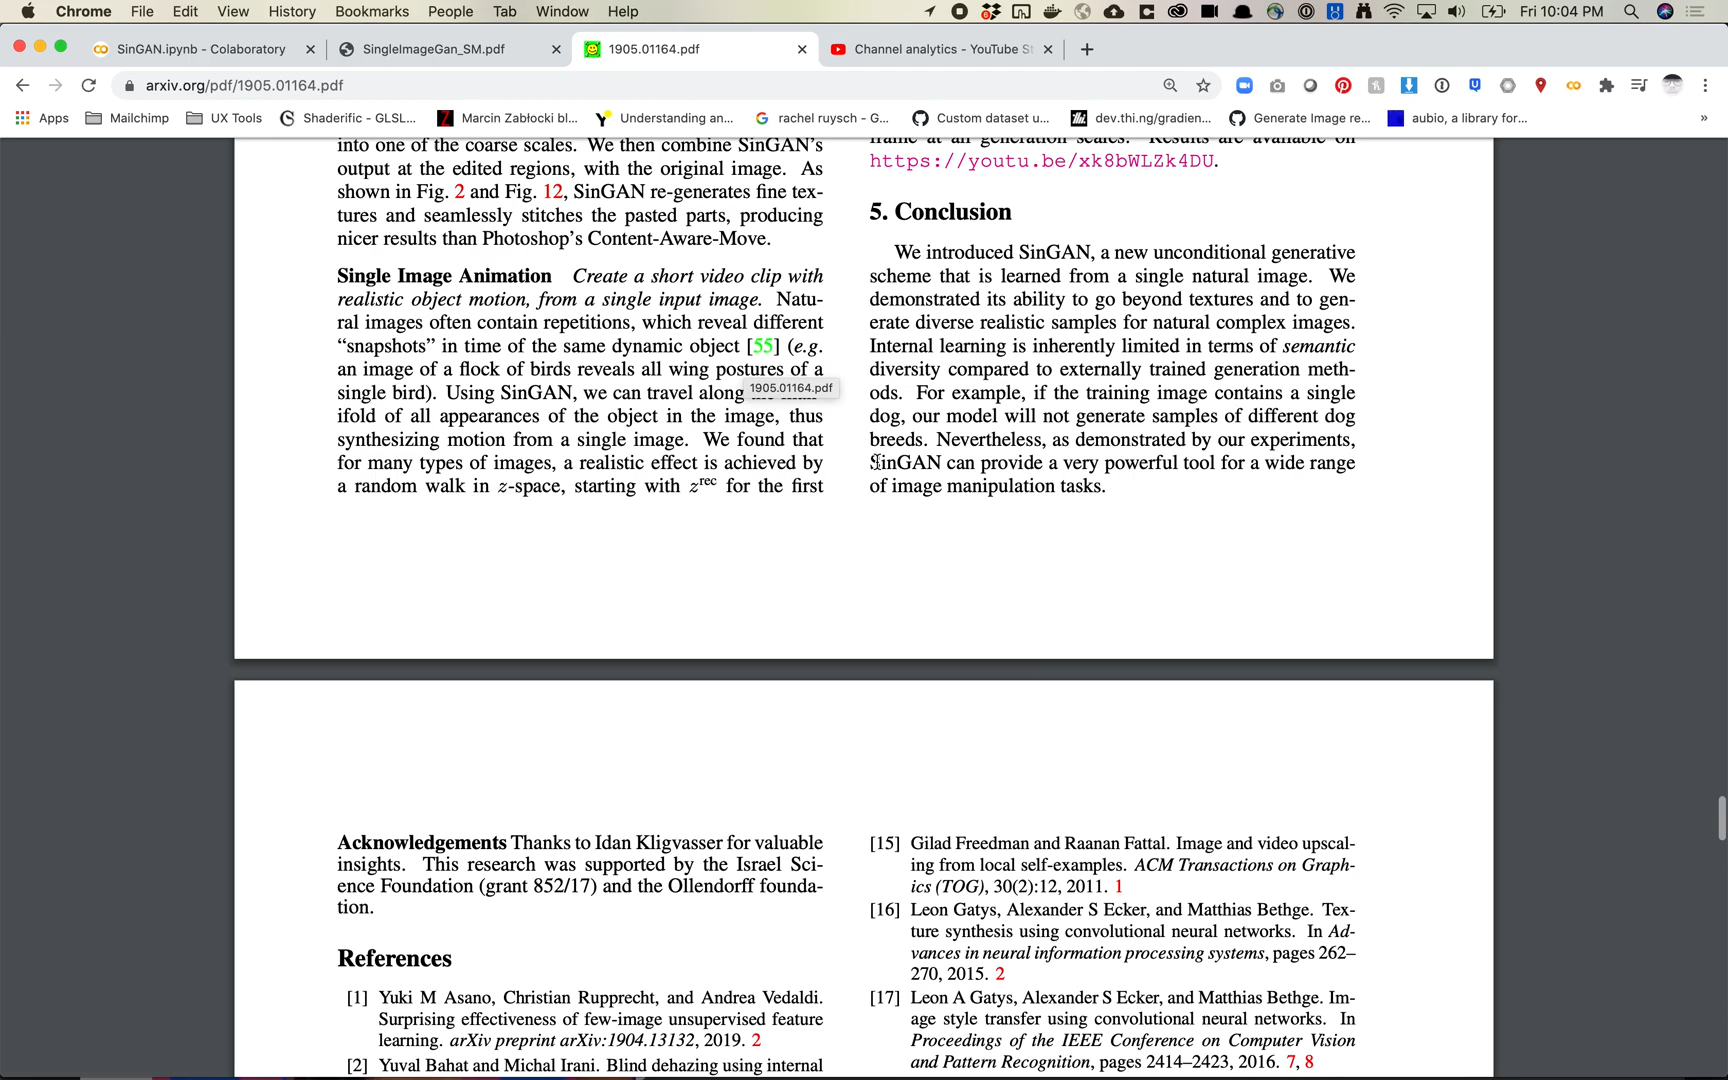 Chrome File Edit View History Bookmarks People Tab Window Help Fri 10:04 PM
SinGAN.ipynb - Colaboratory SingleImageGan_SM.pdf 1905.01164.pdf Channel analytics - YouTube St
arxiv.org/pdf/1905.01164.pdf
Apps Mailchimp UX Tools Shaderific - GLSL... Marcin Zabłocki bl... Understanding an... rachel ruysch - G... Custom dataset u... dev.thi.ng/gradien... Generate Image re... aubio, a library for... »
into one of the coarse scales. We then combine SinGAN's
output at the edited regions, with the original image. As
shown in Fig. 2 and Fig. 12, SinGAN re-generates fine tex-
tures and seamlessly stitches the pasted parts, producing
nicer results than Photoshop's Content-Aware-Move.
Single Image Animation Create a short video clip with
realistic object motion, from a single input image. Natu-
ral images often contain repetitions, which reveal different
"snapshots" in time of the same dynamic object [55] (e.g.
an image of a flock of birds reveals all wing postures of a
single bird). Using SinGAN, we can travel along
1905.01164.pdf
ifold of all appearances of the object in the image, thus
synthesizing motion from a single image. We found that
for many types of images, a realistic effect is achieved by
a random walk in z-space, starting with z^rec for the first
frame at all generation scales. Results are available on
https://youtu.be/xk8bWLZk4DU.
5. Conclusion
We introduced SinGAN, a new unconditional generative
scheme that is learned from a single natural image. We
demonstrated its ability to go beyond textures and to gen-
erate diverse realistic samples for natural complex images.
Internal learning is inherently limited in terms of semantic
diversity compared to externally trained generation meth-
ods. For example, if the training image contains a single
dog, our model will not generate samples of different dog
breeds. Nevertheless, as demonstrated by our experiments,
SinGAN can provide a very powerful tool for a wide range
of image manipulation tasks.
Acknowledgements Thanks to Idan Kligvasser for valuable
insights. This research was supported by the Israel Sci-
ence Foundation (grant 852/17) and the Ollendorff founda-
tion.
References
[1] Yuki M Asano, Christian Rupprecht, and Andrea Vedaldi.
Surprising effectiveness of few-image unsupervised feature
learning. arXiv preprint arXiv:1904.13132, 2019. 2
[2] Yuval Bahat and Michal Irani. Blind dehazing using internal
[15] Gilad Freedman and Raanan Fattal. Image and video upscal-
ing from local self-examples. ACM Transactions on Graph-
ics (TOG), 30(2):12, 2011. 1
[16] Leon Gatys, Alexander S Ecker, and Matthias Bethge. Tex-
ture synthesis using convolutional neural networks. In Ad-
vances in neural information processing systems, pages 262–
270, 2015. 2
[17] Leon A Gatys, Alexander S Ecker, and Matthias Bethge. Im-
age style transfer using convolutional neural networks. In
Proceedings of the IEEE Conference on Computer Vision
and Pattern Recognition, pages 2414–2423, 2016. 7, 8